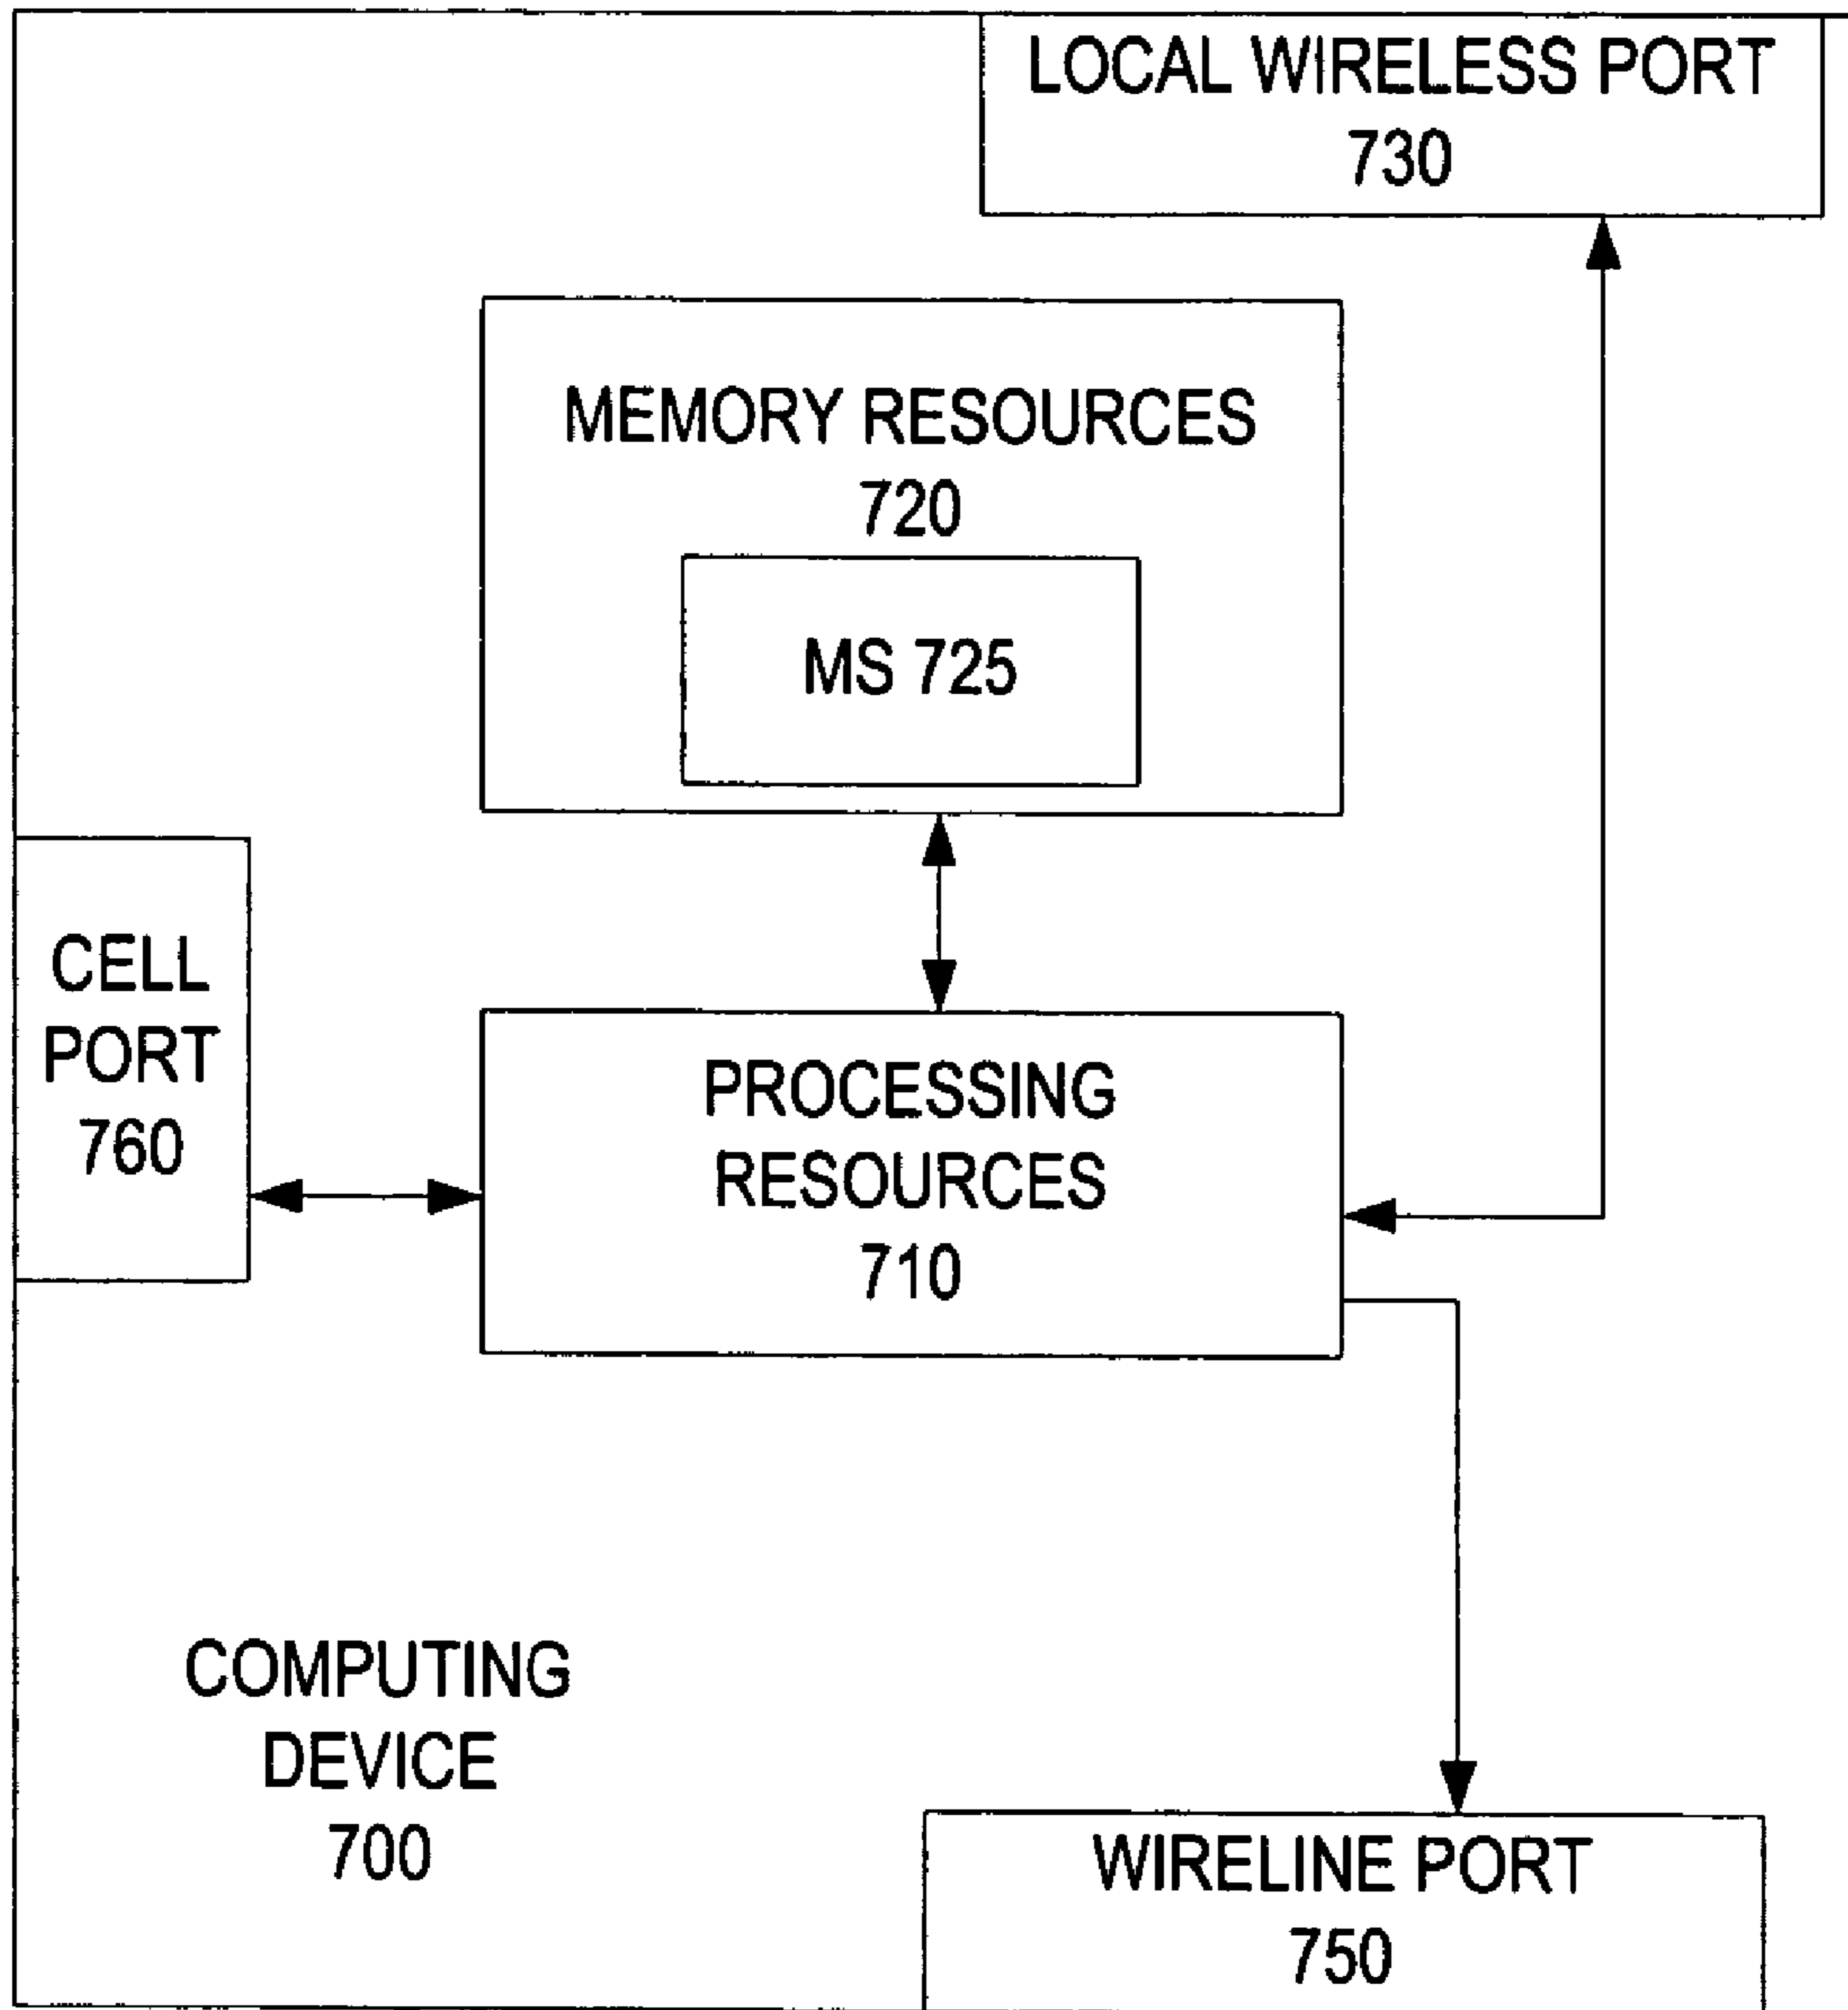 LOCAL WIRELESS PORT
730
MEMORY RESOURCES
720
MS 725
CELL
PORT
760
PROCESSING
RESOURCES
710
COMPUTING
DEVICE
700
WIRELINE PORT
750